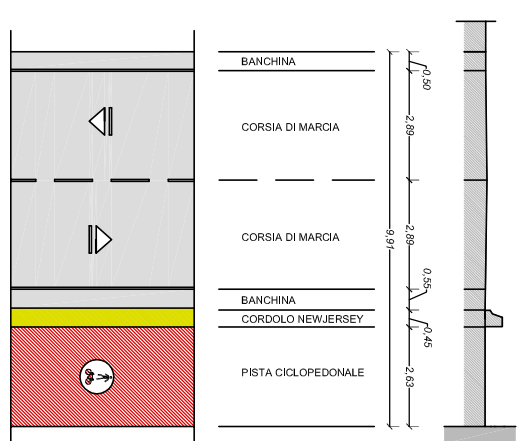 BANCHINA
0,50
CORSIA DI MARCIA
2,89
9,91
CORSIA DI MARCIA
2,89
0,55
BANCHINA
CORDOLO NEWJERSEY
0,45
PISTA CICLOPEDONALE
2,63